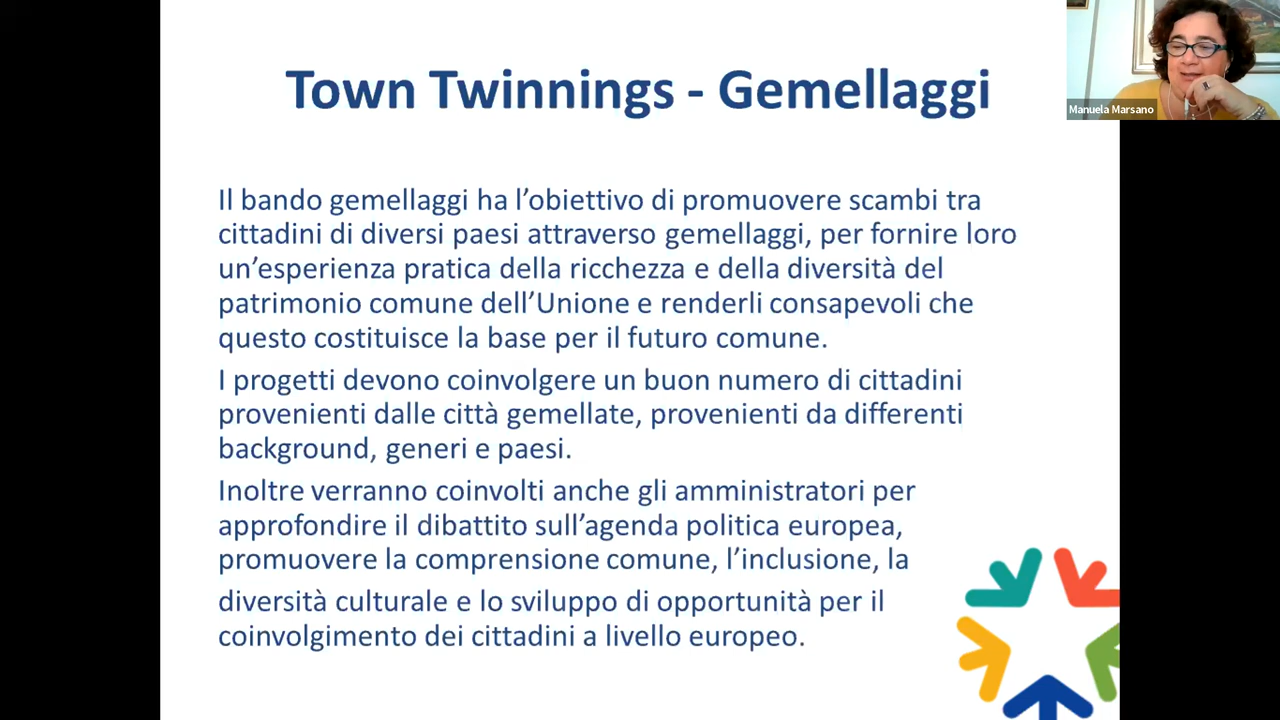 Town Twinnings - Gemellaggi
Manuela Marsano
Il bando gemellaggi ha l’obiettivo di promuovere scambi tra
cittadini di diversi paesi attraverso gemellaggi, per fornire loro
un’esperienza pratica della ricchezza e della diversità del
patrimonio comune dell’Unione e renderli consapevoli che
questo costituisce la base per il futuro comune.
I progetti devono coinvolgere un buon numero di cittadini
provenienti dalle città gemellate, provenienti da differenti
background, generi e paesi.
Inoltre verranno coinvolti anche gli amministratori per
approfondire il dibattito sull’agenda politica europea,
promuovere la comprensione comune, l’inclusione, la
diversità culturale e lo sviluppo di opportunità per il
coinvolgimento dei cittadini a livello europeo.